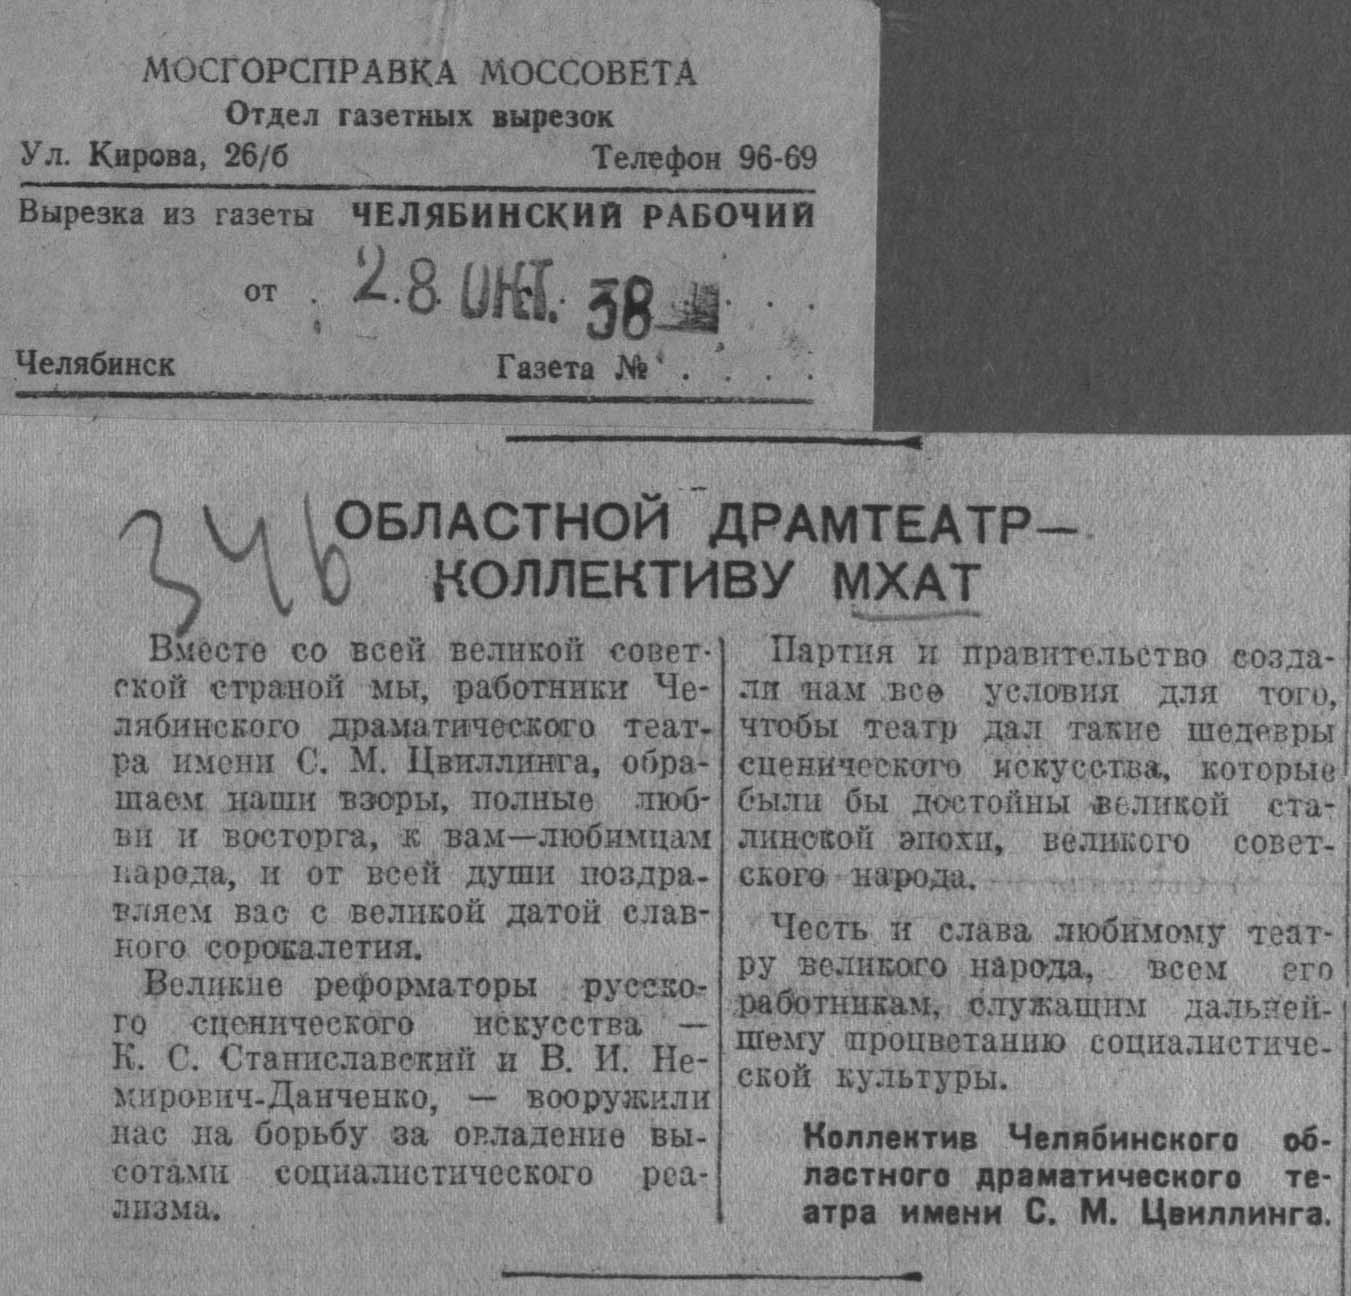 МОСГОРСПРАВКА МОССОВЕТА
Отдел газетных вырезок
Ул. Кирова, 26/б Телефон 96-69
Вырезка из газеты ЧЕЛЯБИНСКИЙ РАБОЧИЙ
от 28 ОКТ. 38
Челябинск Газета №
346
ОБЛАСТНОЙ ДРАМТЕАТР—
КОЛЛЕКТИВУ МХАТ
Вместе со всей великой совет-
ской страной мы, работники Че-
лябинского драматического теат-
ра имени С. М. Цвиллинга, обра-
щаем наши взоры, полные люб-
ви и восторга, к вам—любимцам
народа, и от всей души поздра-
вляем вас с великой датой слав-
ного сорокалетия.
Великие реформаторы русско-
го сценического искусства —
К. С. Станиславский и В. И. Не-
мирович-Данченко, — вооружили
нас на борьбу за овладение вы-
сотами социалистического реа-
лизма.
Партия и правительство созда-
ли нам все условия для того,
чтобы театр дал такие шедевры
сценического искусства, которые
были бы достойны великой ста-
линской эпохи, великого совет-
ского народа.
Честь и слава любимому теат-
ру великого народа, всем его
работникам, служащим дальней-
шему процветанию социалистиче-
ской культуры.
Коллектив Челябинского об-
ластного драматического те-
атра имени С. М. Цвиллинга.